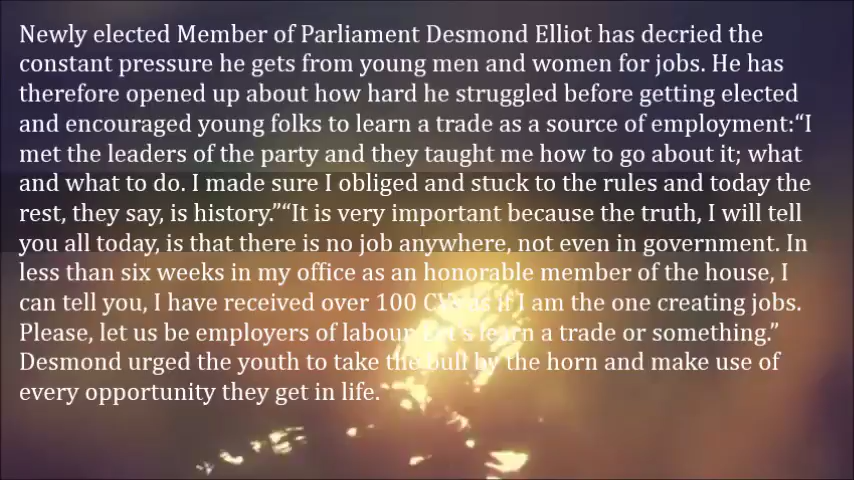 Newly elected Member of Parliament Desmond Elliot has decried the
constant pressure he gets from young men and women for jobs. He has
therefore opened up about how hard he struggled before getting elected
and encouraged young folks to learn a trade as a source of employment:“I
met the leaders of the party and they taught me how to go about it; what
and what to do. I made sure I obliged and stuck to the rules and today the
rest, they say, is history.”“It is very important because the truth, I will tell
you all today, is that there is no job anywhere, not even in government. In
less than six weeks in my office as an honorable member of the house, I
can tell you, I have received over 100 CVs as if I am the one creating jobs.
Please, let us be employers of labour. Let’s learn a trade or something.”
Desmond urged the youth to take the bull by the horn and make use of
every opportunity they get in life.